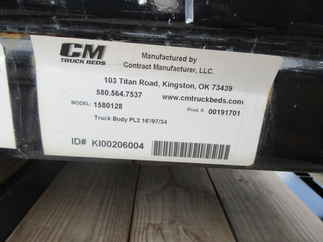 CM
TRUCK BEDS
Manufactured by
Contract Manufacturer, LLC.
103 Titan Road, Kingston, OK 73439
580.564.7537 www.cmtruckbeds.com
MODEL: 1580128 Prod. #: 00191701
Truck Body PL2 16'/97/34
ID# KI00206004